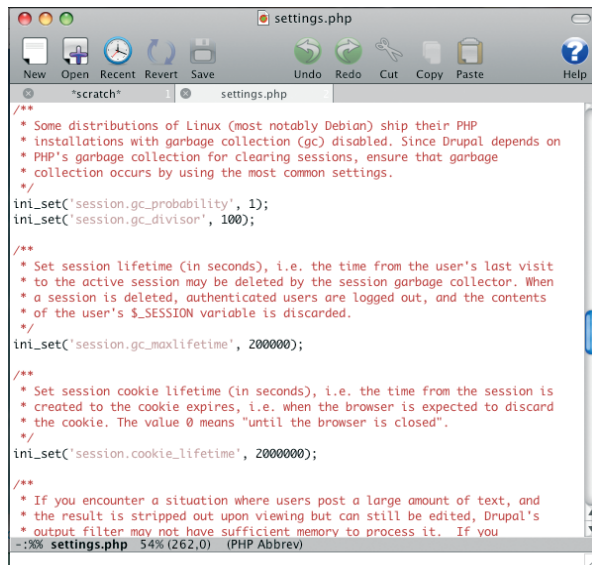 settings.php
New Open Recent Revert Save Undo Redo Cut Copy Paste Help
*scratch* 1 settings.php
/**
 * Some distributions of Linux (most notably Debian) ship their PHP
 * installations with garbage collection (gc) disabled. Since Drupal depends on
 * PHP's garbage collection for clearing sessions, ensure that garbage
 * collection occurs by using the most common settings.
 */
ini_set('session.gc_probability', 1);
ini_set('session.gc_divisor', 100);
/**
 * Set session lifetime (in seconds), i.e. the time from the user's last visit
 * to the active session may be deleted by the session garbage collector. When
 * a session is deleted, authenticated users are logged out, and the contents
 * of the user's $_SESSION variable is discarded.
 */
ini_set('session.gc_maxlifetime', 200000);
/**
 * Set session cookie lifetime (in seconds), i.e. the time from the session is
 * created to the cookie expires, i.e. when the browser is expected to discard
 * the cookie. The value 0 means "until the browser is closed".
 */
ini_set('session.cookie_lifetime', 2000000);
/**
 * If you encounter a situation where users post a large amount of text, and
 * the result is stripped out upon viewing but can still be edited, Drupal's
 * output filter may not have sufficient memory to process it.  If you
-:%% settings.php 54% (262,0) (PHP Abbrev)